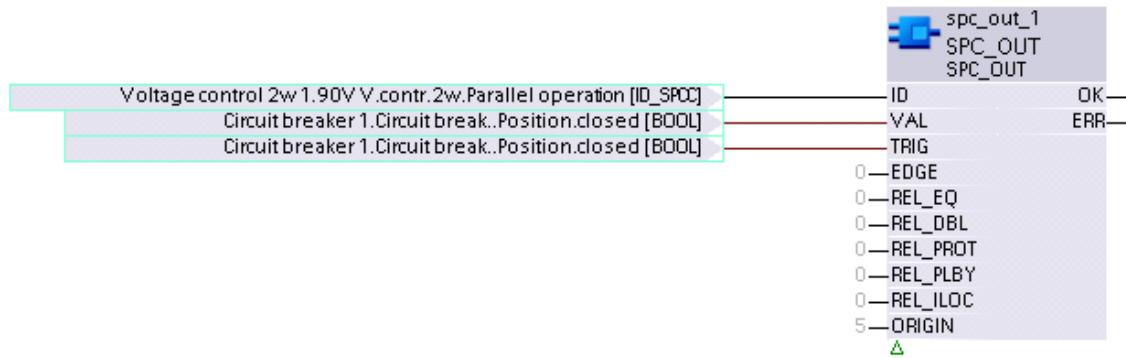 spc_out_1
SPC_OUT
SPC_OUT
Voltage control 2w 1.90V V.contr.2w.Parallel operation [ID_SPCC] ID OK
Circuit breaker 1.Circuit break..Position.closed [BOOL] VAL ERR
Circuit breaker 1.Circuit break..Position.closed [BOOL] TRIG
0 EDGE
0 REL_EQ
0 REL_DBL
0 REL_PROT
0 REL_PLBY
0 REL_ILOC
5 ORIGIN